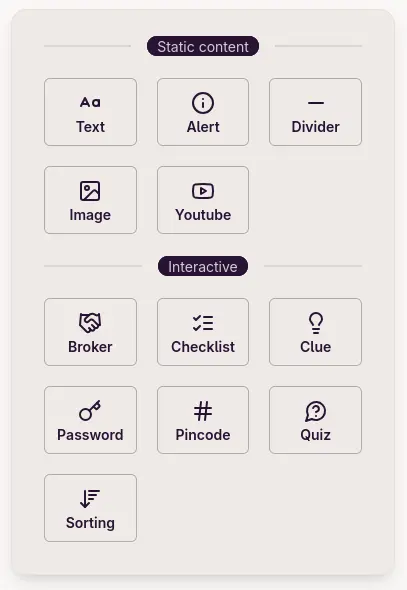 Static content
Aa
Text
Alert
Divider
Image
Youtube
Interactive
Broker
Checklist
Clue
Password
Pincode
Quiz
Sorting